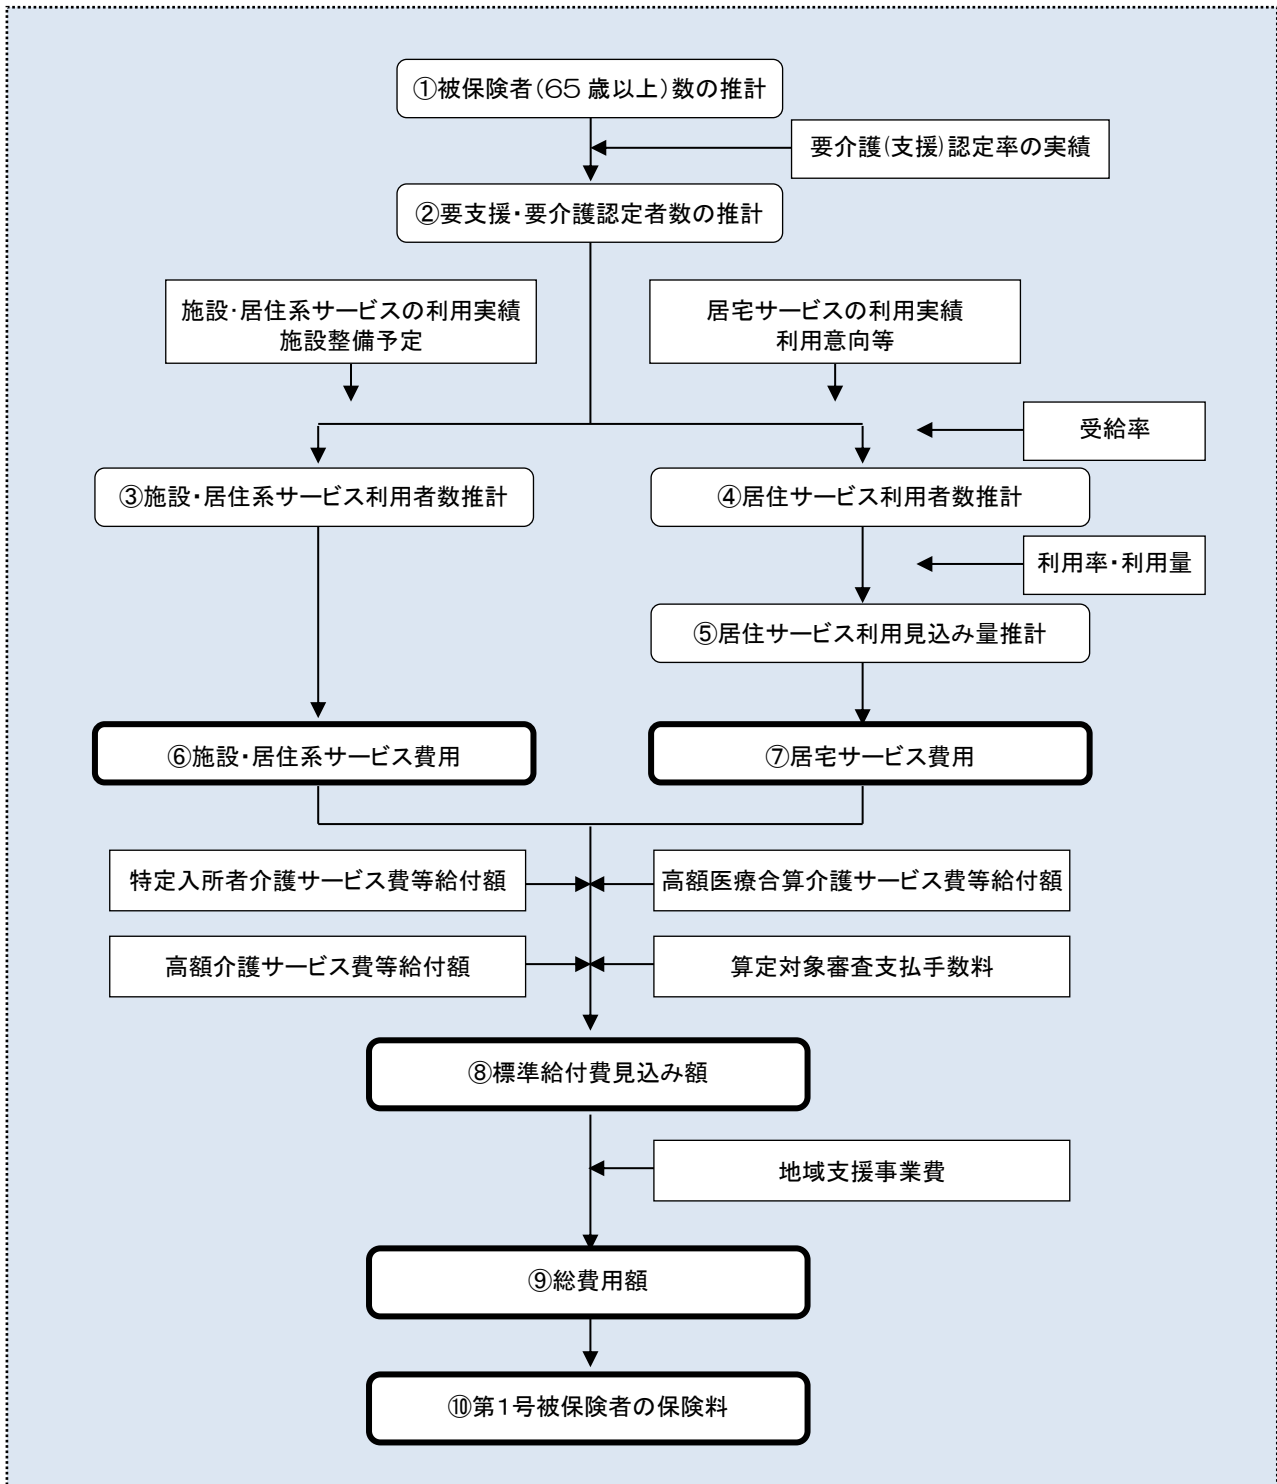 ①被保険者(65歳以上)数の推計
要介護(支援)認定率の実績
②要支援・要介護認定者数の推計
施設・居住系サービスの利用実績
施設整備予定
居宅サービスの利用実績
利用意向等
受給率
③施設・居住系サービス利用者数推計
④居住サービス利用者数推計
利用率・利用量
⑤居住サービス利用見込み量推計
⑥施設・居住系サービス費用
⑦居宅サービス費用
特定入所者介護サービス費等給付額
高額医療合算介護サービス費等給付額
高額介護サービス費等給付額
算定対象審査支払手数料
⑧標準給付費見込み額
地域支援事業費
⑨総費用額
⑩第1号被保険者の保険料